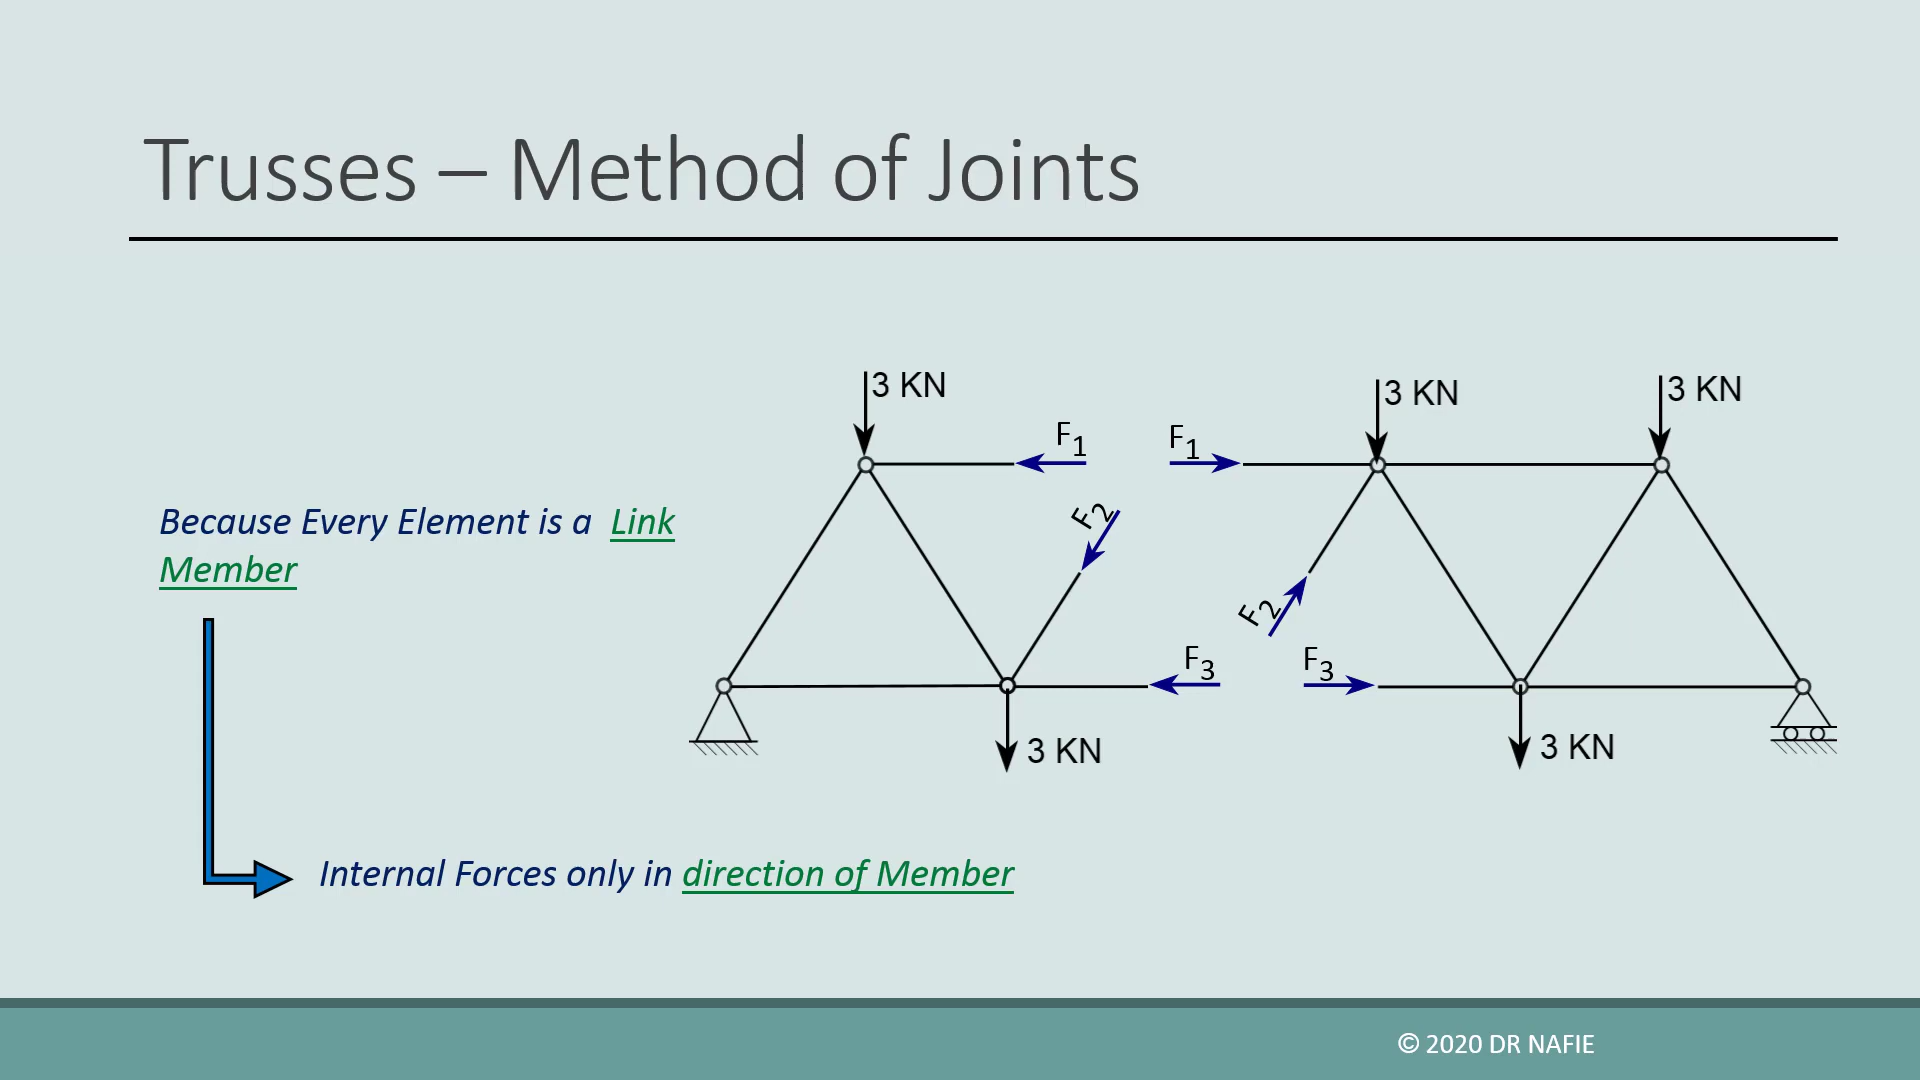 Trusses – Method of Joints
3 KN
3 KN
3 KN
F1
F1
F2
F2
F3
F3
3 KN
3 KN
Because Every Element is a Link
Member
Internal Forces only in direction of Member
© 2020 DR NAFIE